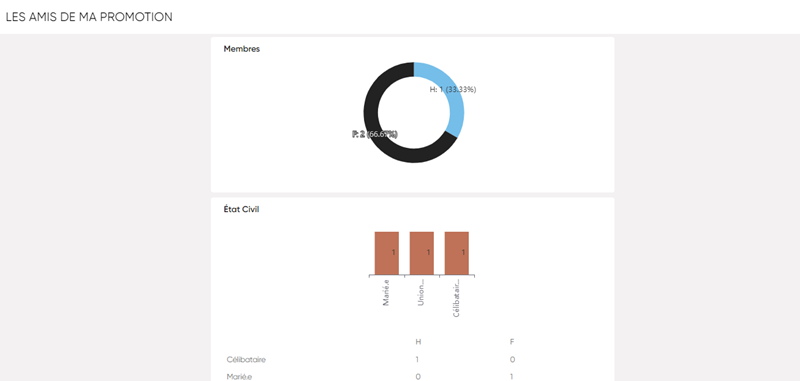 LES AMIS DE MA PROMOTION
Membres
H: 1 (33.33%)
F: 2 (66.67%)
État Civil
1 1 1
Marié.e
Union...
Célibatair...
H F
Célibataire 1 0
Marié.e 0 1